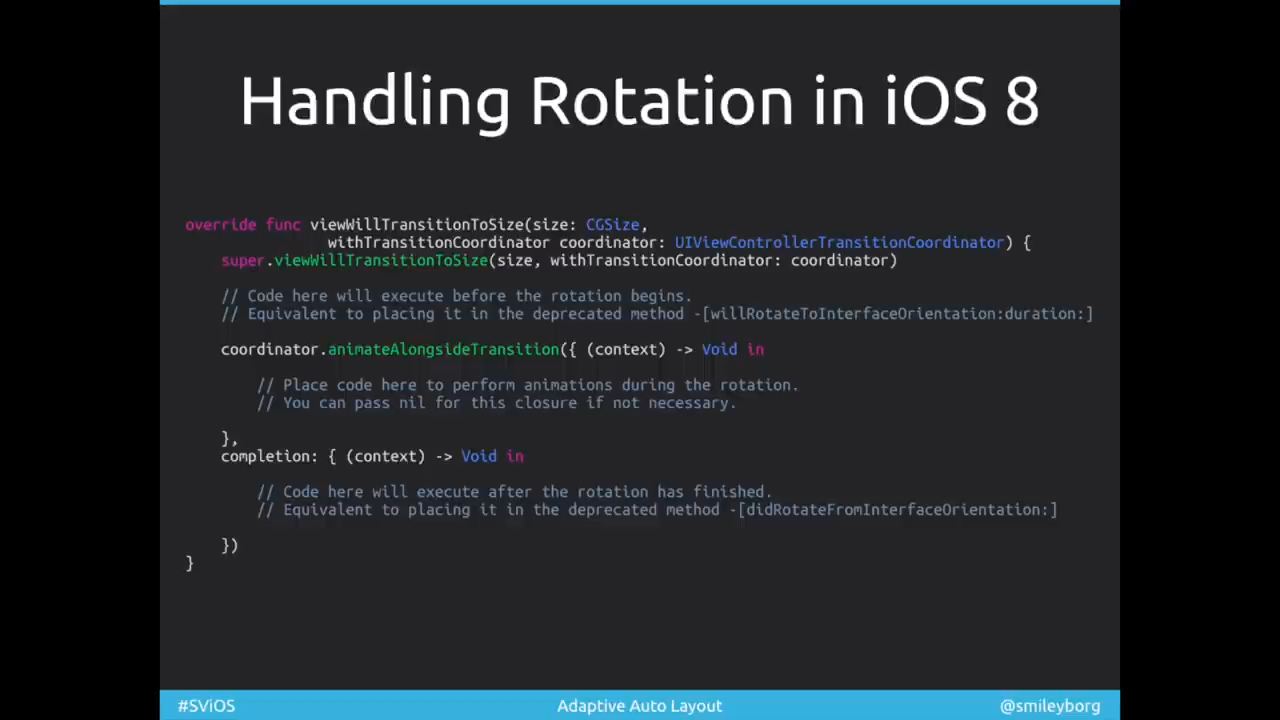 Handling Rotation in iOS 8
override func viewWillTransitionToSize(size: CGSize,
withTransitionCoordinator coordinator: UIViewControllerTransitionCoordinator) {
super.viewWillTransitionToSize(size, withTransitionCoordinator: coordinator)
// Code here will execute before the rotation begins.
// Equivalent to placing it in the deprecated method -[willRotateToInterfaceOrientation:duration:]
coordinator.animateAlongsideTransition({ (context) -> Void in
// Place code here to perform animations during the rotation.
// You can pass nil for this closure if not necessary.
},
completion: { (context) -> Void in
// Code here will execute after the rotation has finished.
// Equivalent to placing it in the deprecated method -[didRotateFromInterfaceOrientation:]
})
}
#SViOS
Adaptive Auto Layout
@smileyborg